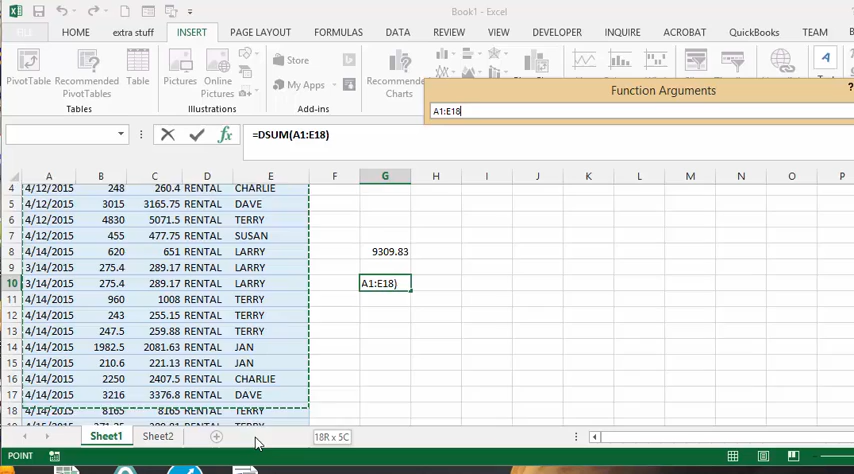 Book1 - Excel
FILE HOME extra stuff INSERT PAGE LAYOUT FORMULAS DATA REVIEW VIEW DEVELOPER INQUIRE ACROBAT QuickBooks TEAM
PivotTable Recommended PivotTables Table
Pictures Online Pictures
Store
My Apps
Recommended Charts
Tables Illustrations Add-ins
A
Function Arguments ?
A1:E18
fx =DSUM(A1:E18)
A B C D E F G H I J K L M N O P
4 4/12/2015 248 260.4 RENTAL CHARLIE
5 4/12/2015 3015 3165.75 RENTAL DAVE
6 4/12/2015 4830 5071.5 RENTAL TERRY
7 4/12/2015 455 477.75 RENTAL SUSAN
8 4/14/2015 620 651 RENTAL LARRY 9309.83
9 3/14/2015 275.4 289.17 RENTAL LARRY
10 3/14/2015 275.4 289.17 RENTAL LARRY A1:E18)
11 4/14/2015 960 1008 RENTAL TERRY
12 4/14/2015 243 255.15 RENTAL TERRY
13 4/14/2015 247.5 259.88 RENTAL TERRY
14 4/14/2015 1982.5 2081.63 RENTAL JAN
15 4/14/2015 210.6 221.13 RENTAL JAN
16 4/14/2015 2250 2407.5 RENTAL CHARLIE
17 4/14/2015 3216 3376.8 RENTAL DAVE
18 4/14/2015 8165 8165 RENTAL TERRY
Sheet1 Sheet2 18R x 5C
POINT